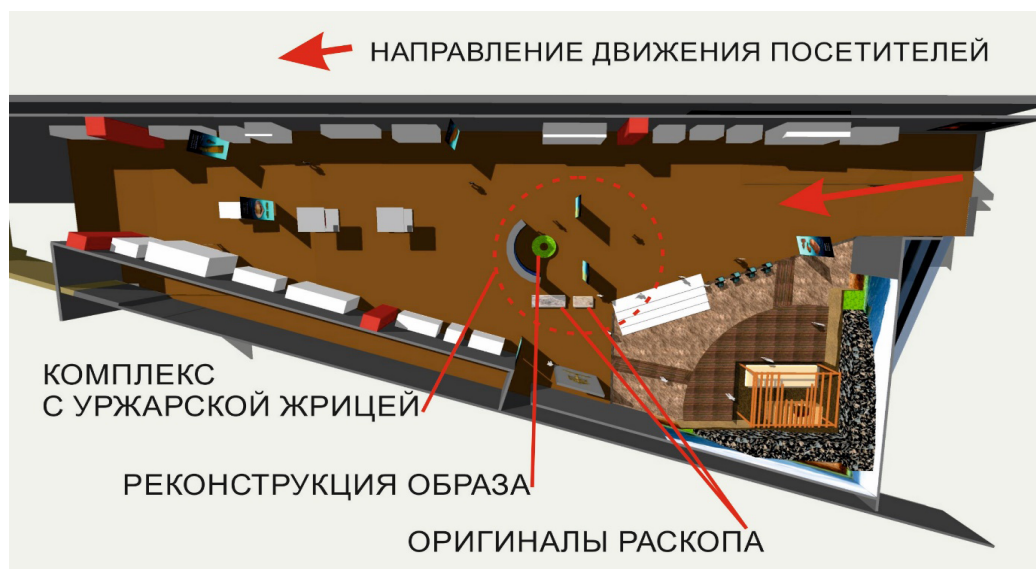 НАПРАВЛЕНИЕ ДВИЖЕНИЯ ПОСЕТИТЕЛЕЙ
КОМПЛЕКС
С УРЖАРСКОЙ ЖРИЦЕЙ
РЕКОНСТРУКЦИЯ ОБРАЗА
ОРИГИНАЛЫ РАСКОПА